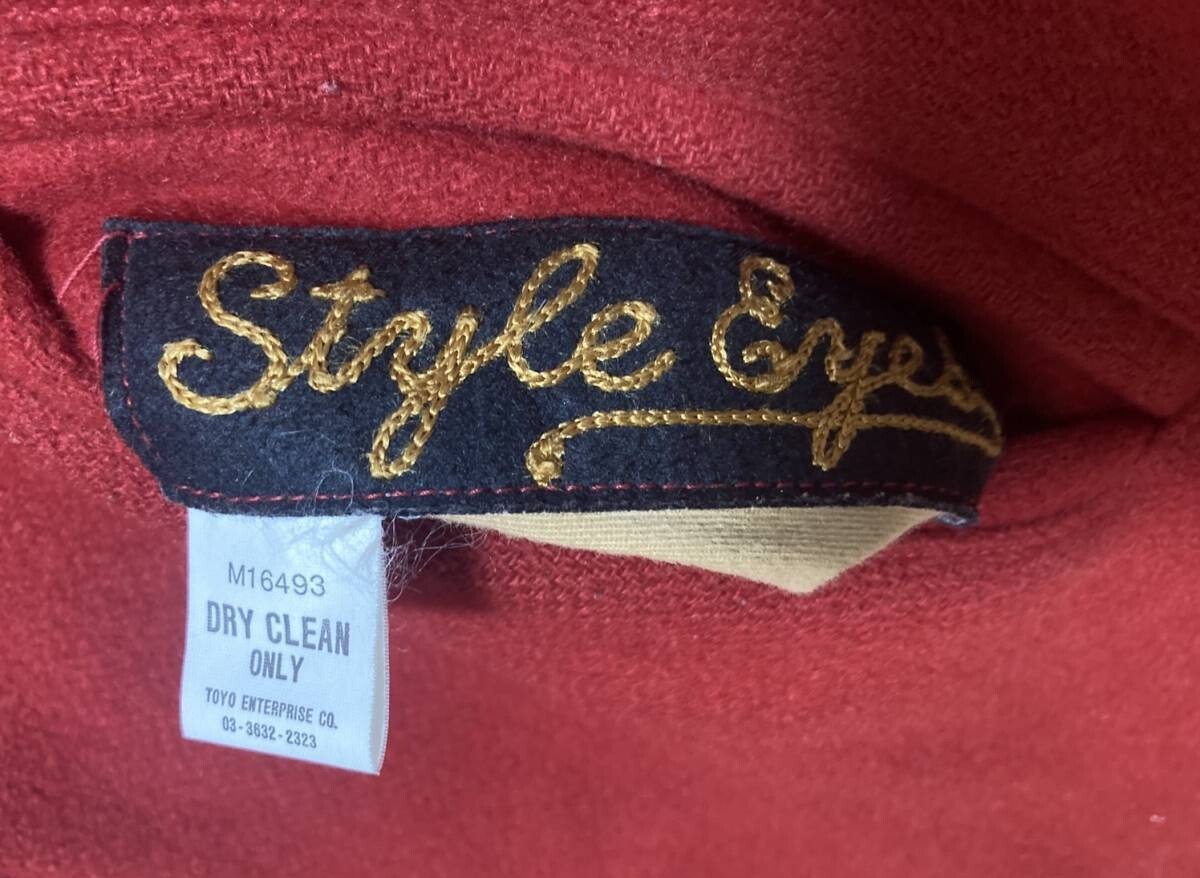 Style Eyes
M16493
DRY CLEAN
ONLY
TOYO ENTERPRISE CO.
03-3632-2323